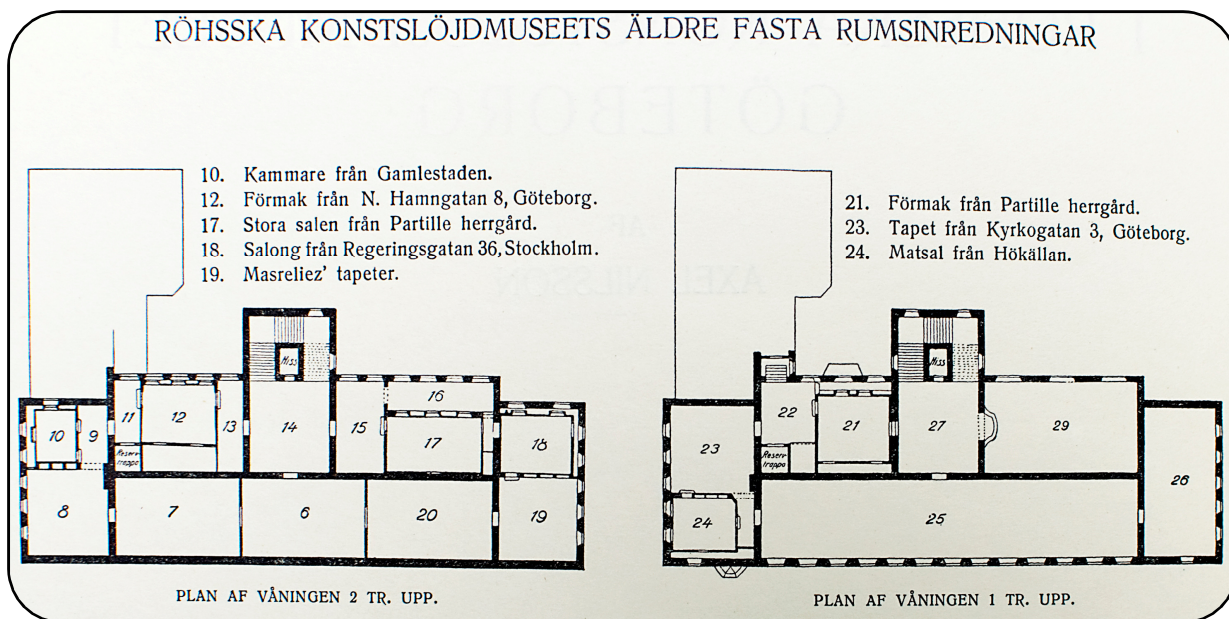 RÖHSSKA KONSTSLÖJDMUSEETS ÄLDRE FASTA RUMSINREDNINGAR
GÖTEBORG
AF
AXEL NILSSON
10. Kammare från Gamlestaden.
12. Förmak från N. Hamngatan 8, Göteborg.
17. Stora salen från Partille herrgård.
18. Salong från Regeringsgatan 36, Stockholm.
19. Masreliez' tapeter.
Hiss
16
11
12
13
14
15
17
18
10
9
Reserv-
trappa
8
7
6
20
19
PLAN AF VÅNINGEN 2 TR. UPP.
21. Förmak från Partille herrgård.
23. Tapet från Kyrkogatan 3, Göteborg.
24. Matsal från Hökällan.
Hiss
22
21
27
29
23
Reserv-
trappa
26
24
25
PLAN AF VÅNINGEN 1 TR. UPP.